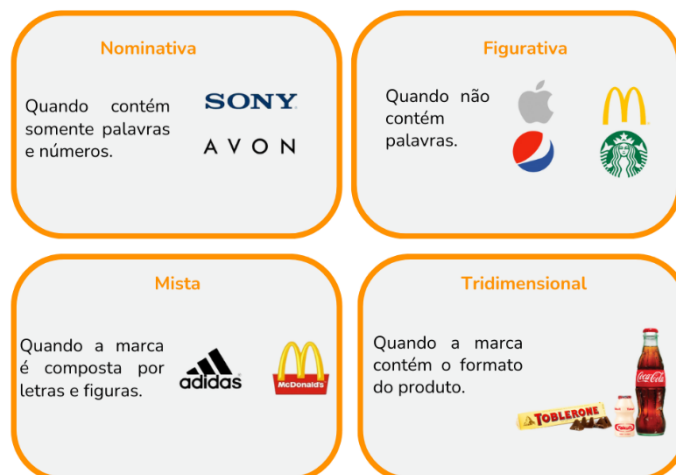 Nominativa
Quando contém
somente palavras
e números.
SONY
AVON
Figurativa
Quando não
contém
palavras.
Mista
Quando a marca
é composta por
letras e figuras.
adidas
McDonald's
Tridimensional
Quando a marca
contém o formato
do produto.
TOBLERONE
Coca-Cola